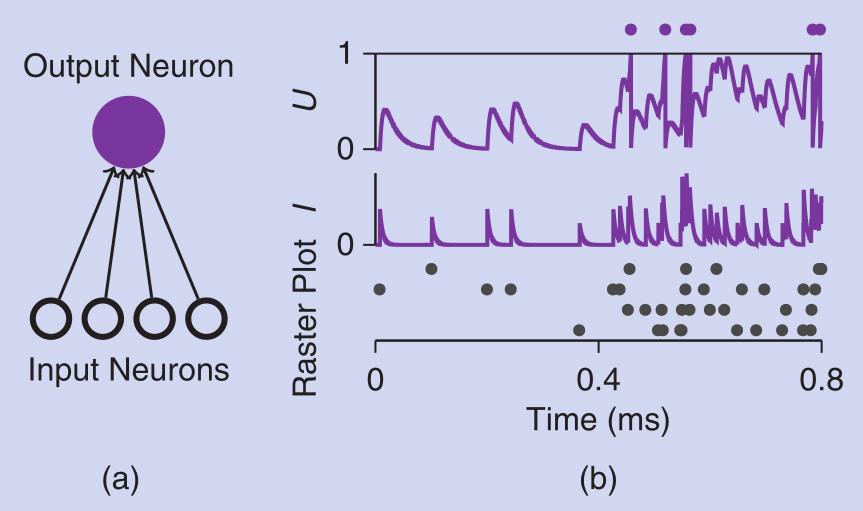 Output Neuron
Input Neurons
(a)
1
U
0
I
0
Raster Plot
0 0.4 0.8
Time (ms)
(b)